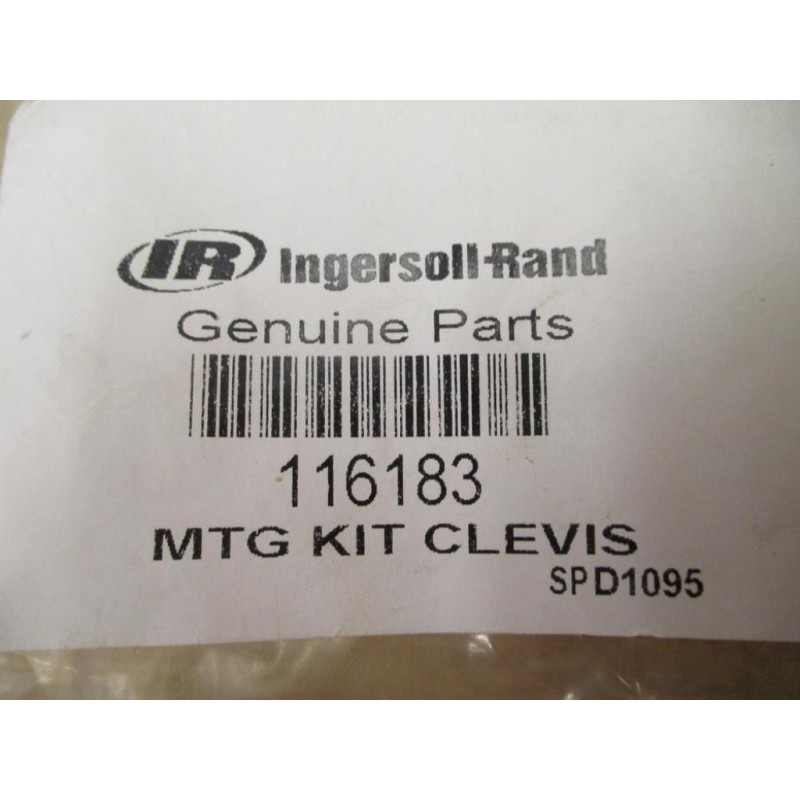 IR Ingersoll-Rand
Genuine Parts
116183
MTG KIT CLEVIS
SPD1095